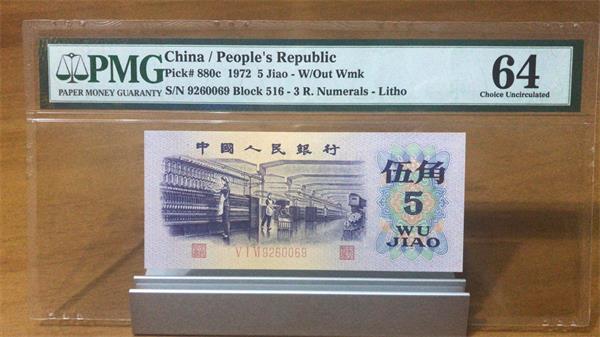 PMG
PAPER MONEY GUARANTY
China / People's Republic
Pick# 880c 1972 5 Jiao - W/Out Wmk
S/N 9260069 Block 516 - 3 R. Numerals - Litho
64
Choice Uncirculated
中國人民銀行
伍角
5
WU
JIAO
V I VI 9260069